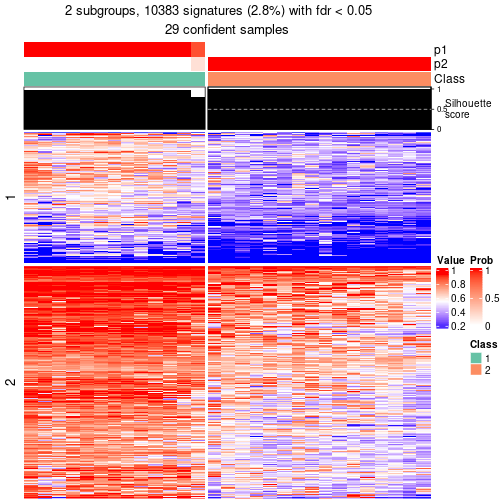 2 subgroups, 10383 signatures (2.8%) with fdr < 0.05
29 confident samples
p1
p2
Class
1
0.5
0
Silhouette
score
1
2
Value
1
0.8
0.6
0.4
0.2
Prob
1
0.5
0
Class
1
2